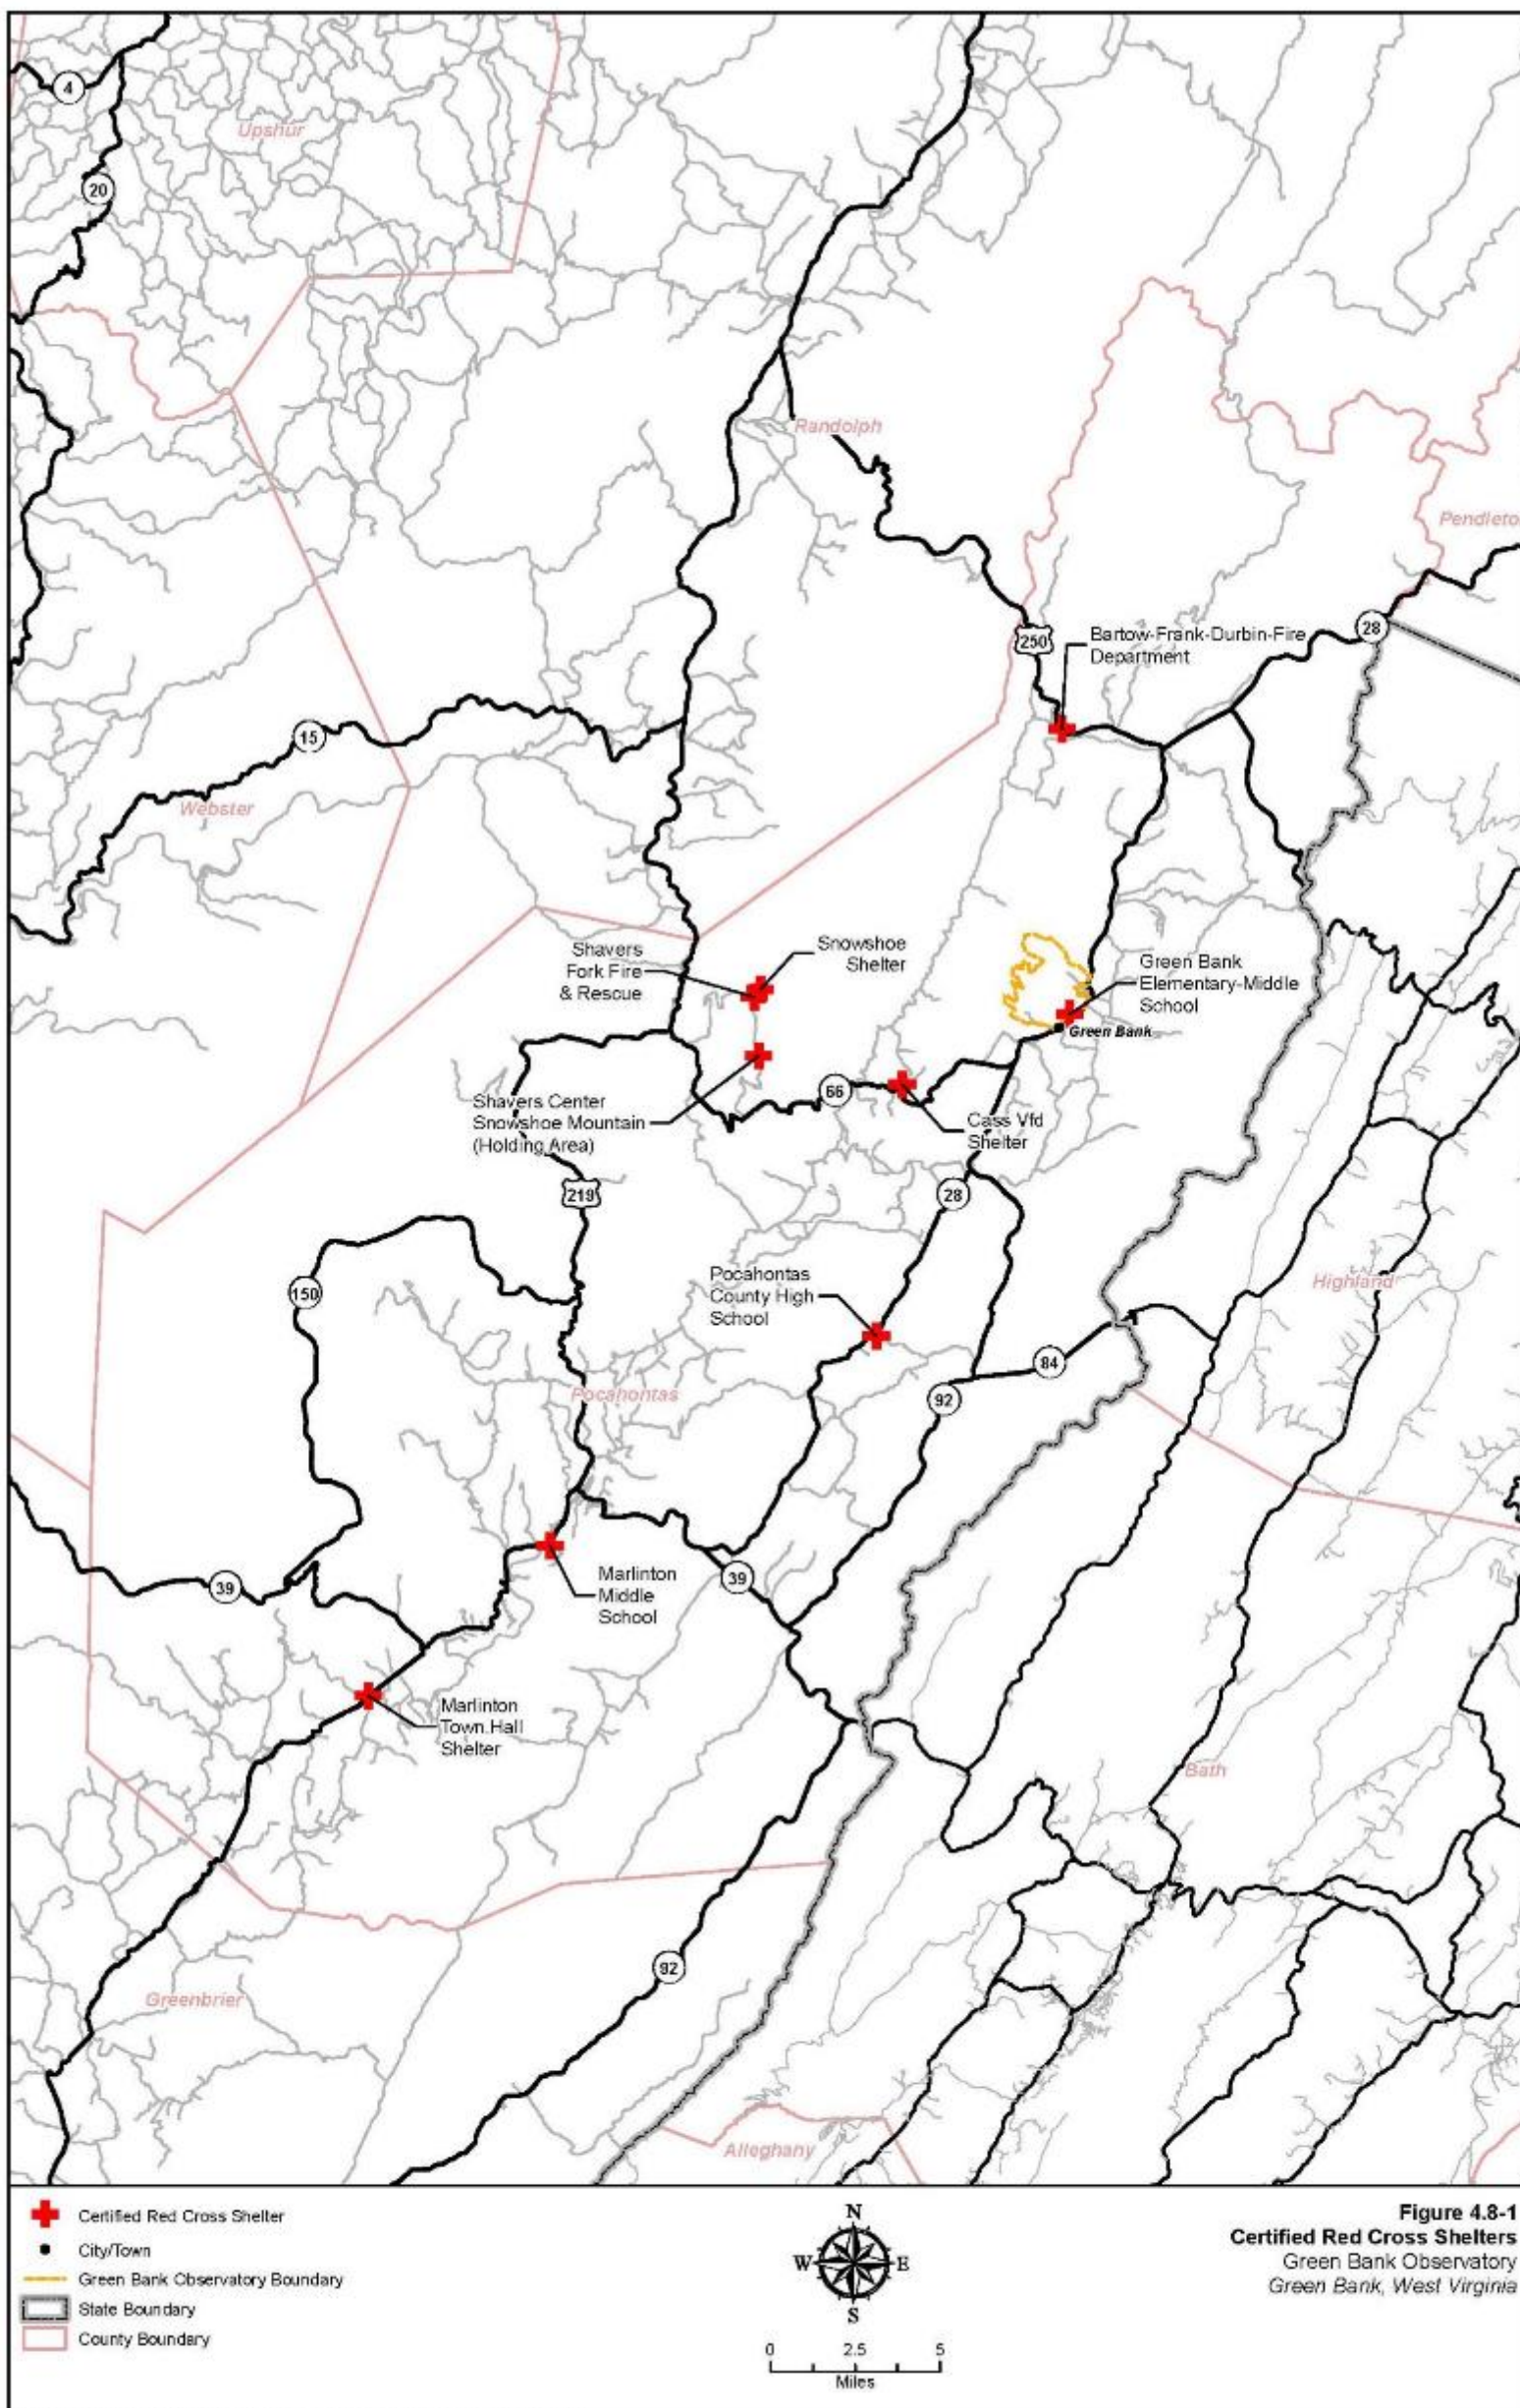 4
Upshur
20
Randolph
Pendleto
250
Bartow-Frank-Durbin-Fire
Department
28
15
Webster
Shavers
Fork Fire
& Rescue
Snowshoe
Shelter
Green Bank
Elementary-Middle
School
Green Bank
66
Shavers Center
Snowshoe Mountain
(Holding Area)
Cass Vfd
Shelter
219
28
150
Pocahontas
County High
School
Highland
84
92
Pocahontas
39
39
Marlinton
Middle
School
Marlinton
Town Hall
Shelter
Bath
92
Greenbrier
Alleghany
Certified Red Cross Shelter
City/Town
Green Bank Observatory Boundary
State Boundary
County Boundary
N
W
E
S
0 2.5 5
Miles
Figure 4.8-1
Certified Red Cross Shelters
Green Bank Observatory
Green Bank, West Virginia